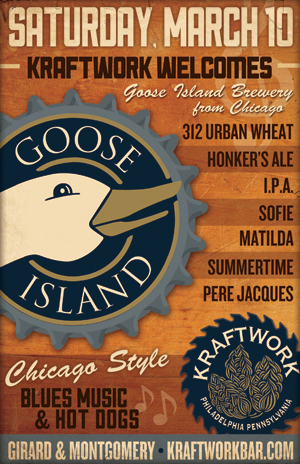 SATURDAY, MARCH 10
KRAFTWORK WELCOMES
Goose Island Brewery
from Chicago
312 URBAN WHEAT
HONKER'S ALE
I.P.A.
SOFIE
MATILDA
SUMMERTIME
PERE JACQUES
GOOSE
ISLAND
KRAFTWORK
PHILADELPHIA PENNSYLVANIA
Chicago Style
BLUES MUSIC
& HOT DOGS
GIRARD & MONTGOMERY • KRAFTWORKBAR.COM